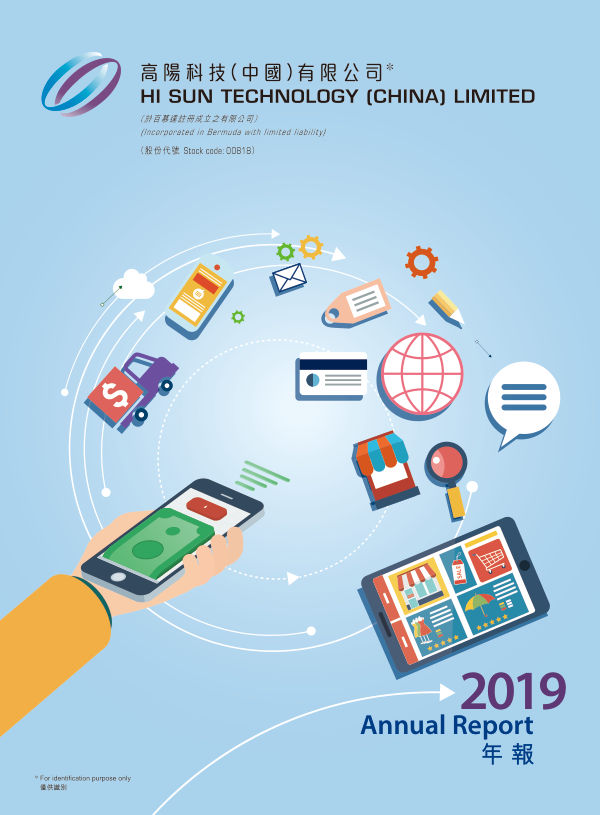 高陽科技(中國)有限公司*
HI SUN TECHNOLOGY (CHINA) LIMITED
(於百慕達註冊成立之有限公司)
(Incorporated in Bermuda with limited liability)
(股份代號 Stock code: 00818)
$
SALE
2019
Annual Report
年報
* For identification purpose only
僅供識別